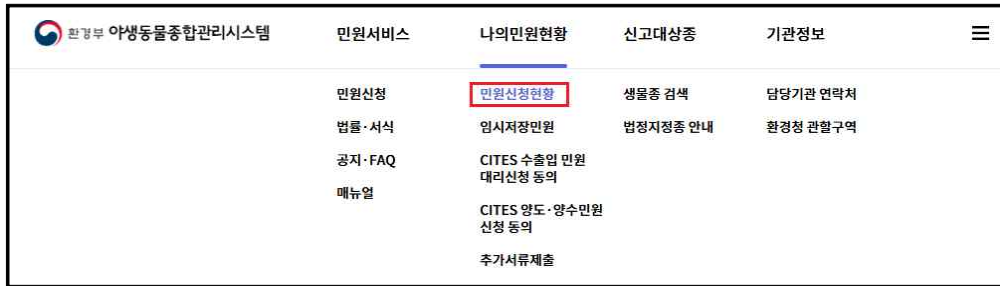 환경부 야생동물종합관리시스템
민원서비스
나의민원현황
신고대상종
기관정보
민원신청
법률·서식
공지·FAQ
매뉴얼
민원신청현황
임시저장민원
CITES 수출입 민원
대리신청 동의
CITES 양도·양수민원
신청 동의
추가서류제출
생물종 검색
법정지정종 안내
담당기관 연락처
환경청 관할구역